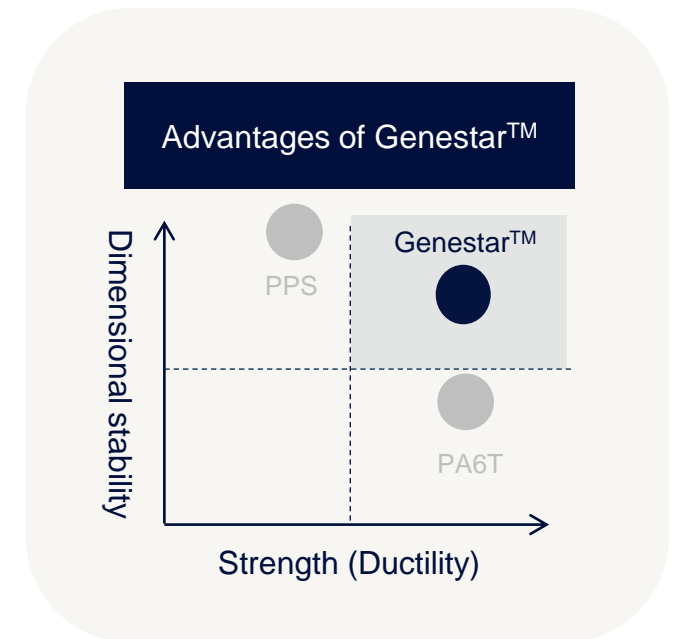 Advantages of Genestar™
Genestar™
PPS
Dimensional stability
PA6T
Strength (Ductility)